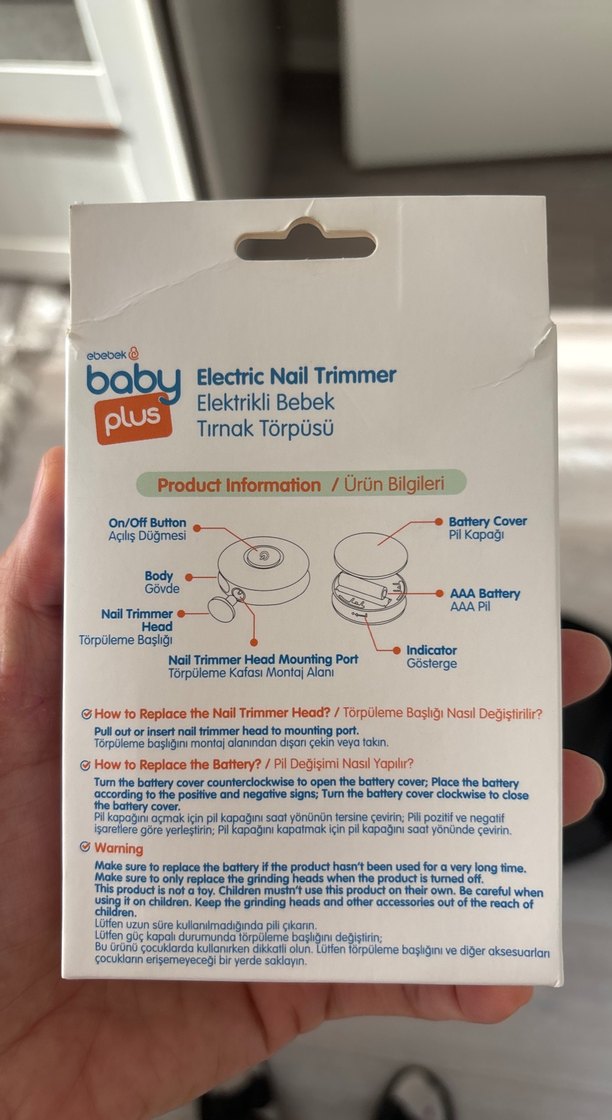 ebebek
baby
plus
Electric Nail Trimmer
Elektrikli Bebek
Tırnak Törpüsü
Product Information / Ürün Bilgileri
On/Off Button
Açılış Düğmesi
Body
Gövde
Nail Trimmer
Head
Törpüleme Başlığı
Nail Trimmer Head Mounting Port
Törpüleme Kafası Montaj Alanı
Battery Cover
Pil Kapağı
AAA Battery
AAA Pil
Indicator
Gösterge
How to Replace the Nail Trimmer Head? / Törpüleme Başlığı Nasıl Değiştirilir?
Pull out or insert nail trimmer head to mounting port.
Törpüleme başlığını montaj alanından dışarı çekin veya takın.
How to Replace the Battery? / Pil Değişimi Nasıl Yapılır?
Turn the battery cover counterclockwise to open the battery cover; Place the battery
according to the positive and negative signs; Turn the battery cover clockwise to close
the battery cover.
Pil kapağını açmak için pil kapağını saat yönünün tersine çevirin; Pili pozitif ve negatif
işaretlere göre yerleştirin; Pil kapağını kapatmak için pil kapağını saat yönünde çevirin.
Warning
Make sure to replace the battery if the product hasn't been used for a very long time.
Make sure to only replace the grinding heads when the product is turned off.
This product is not a toy. Children mustn't use this product on their own. Be careful when
using it on children. Keep the grinding heads and other accessories out of the reach of
children.
Lütfen uzun süre kullanılmadığında pili çıkarın.
Lütfen güç kapalı durumunda törpüleme başlığını değiştirin;
Bu ürünü çocuklarda kullanırken dikkatli olun. Lütfen törpüleme başlığını ve diğer aksesuarları
çocukların erişemeyeceği bir yerde saklayın.